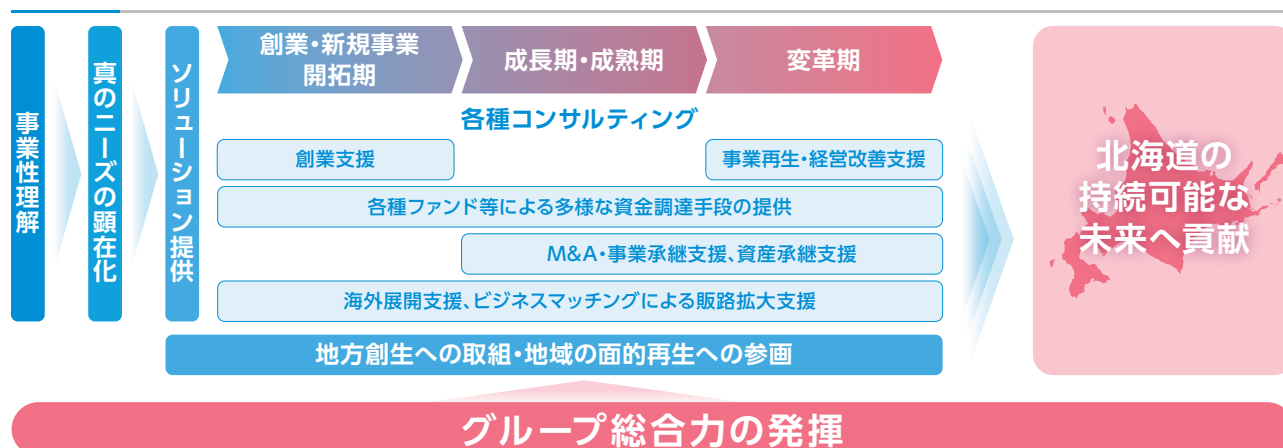 事業性理解
真のニーズの顕在化
ソリューション提供
創業・新規事業
開拓期
成長期・成熟期
変革期
各種コンサルティング
創業支援
事業再生・経営改善支援
各種ファンド等による多様な資金調達手段の提供
M&A・事業承継支援、資産承継支援
海外展開支援、ビジネスマッチングによる販路拡大支援
地方創生への取組・地域の面的再生への参画
北海道の
持続可能な
未来へ貢献
グループ総合力の発揮